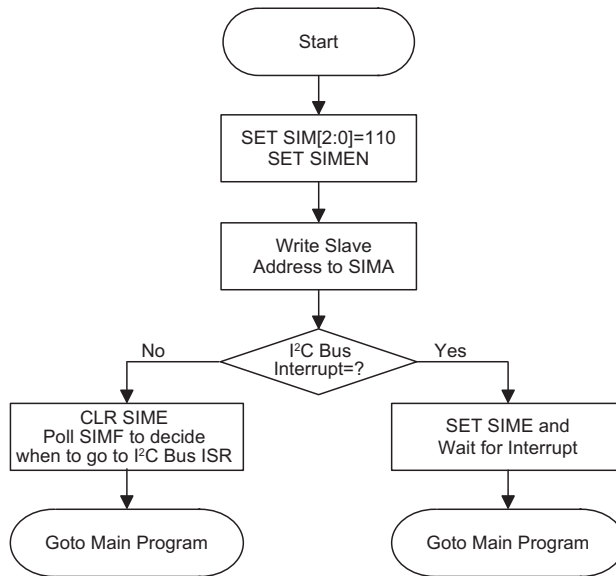 Start
SET SIM[2:0]=110
SET SIMEN
Write Slave
Address to SIMA
I²C Bus
Interrupt=?
No
Yes
CLR SIME
Poll SIMF to decide
when to go to I²C Bus ISR
SET SIME and
Wait for Interrupt
Goto Main Program
Goto Main Program